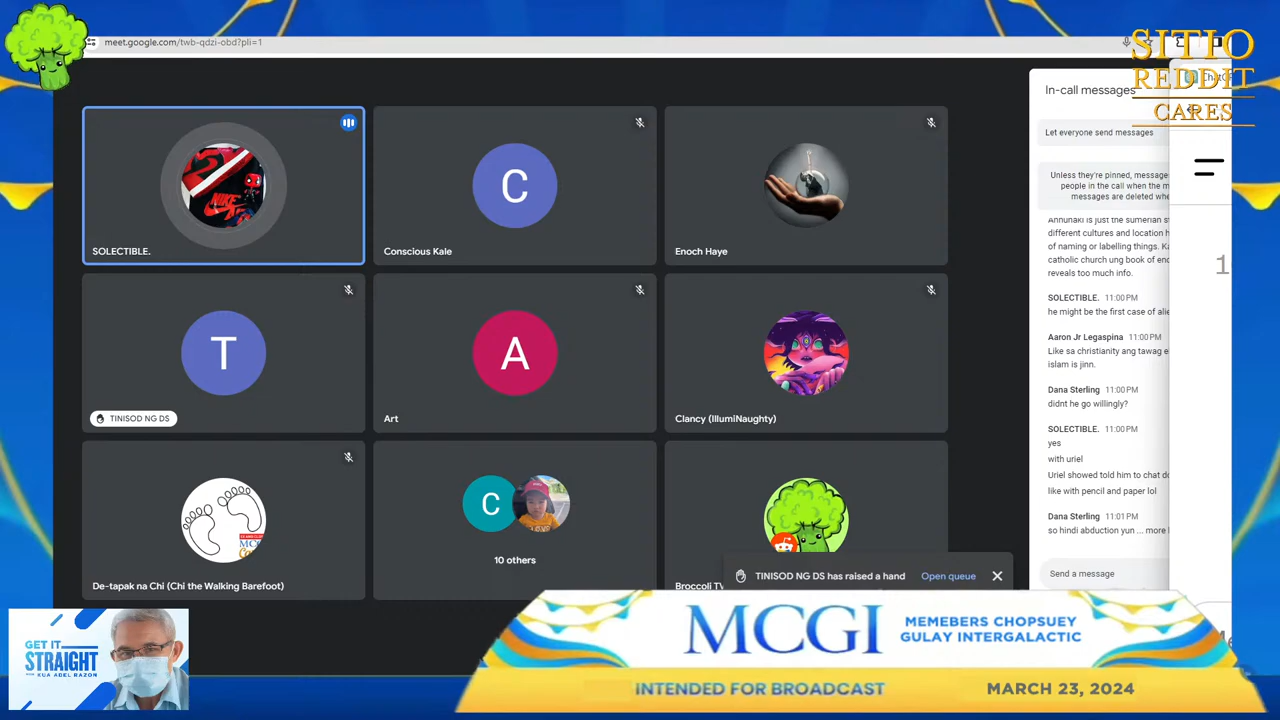 meet.google.com/twb-qdzi-obd?pli=1
SITIO
REDDIT
CARES
In-call messages
Let everyone send messages
Unless they're pinned, message
people in the call when the m
messages are deleted whe
Annunaki is just the sumerian s
different cultures and location h
of naming or labelling things. Ka
catholic church ung book of eno
reveals too much info.
SOLECTIBLE. 11:00 PM
he might be the first case of alie
Aaron Jr Legaspina 11:00 PM
Like sa christianity ang tawag e
islam is jinn.
Dana Sterling 11:00 PM
didnt he go willingly?
SOLECTIBLE. 11:00 PM
yes
with uriel
Uriel showed told him to chat do
like with pencil and paper lol
Dana Sterling 11:01 PM
so hindi abduction yun ... more l
Send a message
NIKE
SOLECTIBLE.
C
Conscious Kale
Enoch Haye
T
TINISOD NG DS
A
Art
Clancy (IllumiNaughty)
De-tapak na Chi (Chi the Walking Barefoot)
C
10 others
Broccoli TV
TINISOD NG DS has raised a hand
Open queue
GET IT
STRAIGHT
KUA ADEL RAZON
MCGI
MEMEBERS CHOPSUEY
GULAY INTERGALACTIC
INTENDED FOR BROADCAST
MARCH 23, 2024